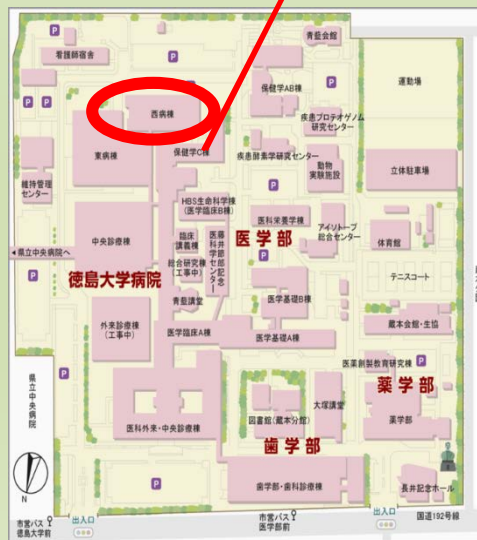 P
青藍会館
看護師宿舎
P
P
運動場
保健学AB棟
P
P
西病棟
疾患プロテオゲノム
研究センター
P
東病棟
保健学C棟
疾患酵素学研究センター
動物
実験施設
立体駐車場
維持管理
センター
HBS生命科学棟
(医学臨床B棟)
P
医科栄養学棟
アイソトープ
総合センター
中央診療棟
臨床
講義棟
藤井節郎記念
医科学センター
医学部
体育館
県立中央病院へ
総合研究棟
(工事中)
P
徳島大学病院
テニスコート
青藍講堂
医学基礎B棟
外来診療棟
(工事中)
蔵本会館・生協
医学臨床A棟
医学基礎A棟
P
医薬創製教育研究棟
P
県立中央病院
薬学部
大塚講堂
図書館(蔵本分館)
薬学部
医科外来・中央診療棟
歯学部
N
P
歯学部・歯科診療棟
長井記念ホール
市営バス
徳島大学前
出入口
市営バス
医学部前
出入口
国道192号線